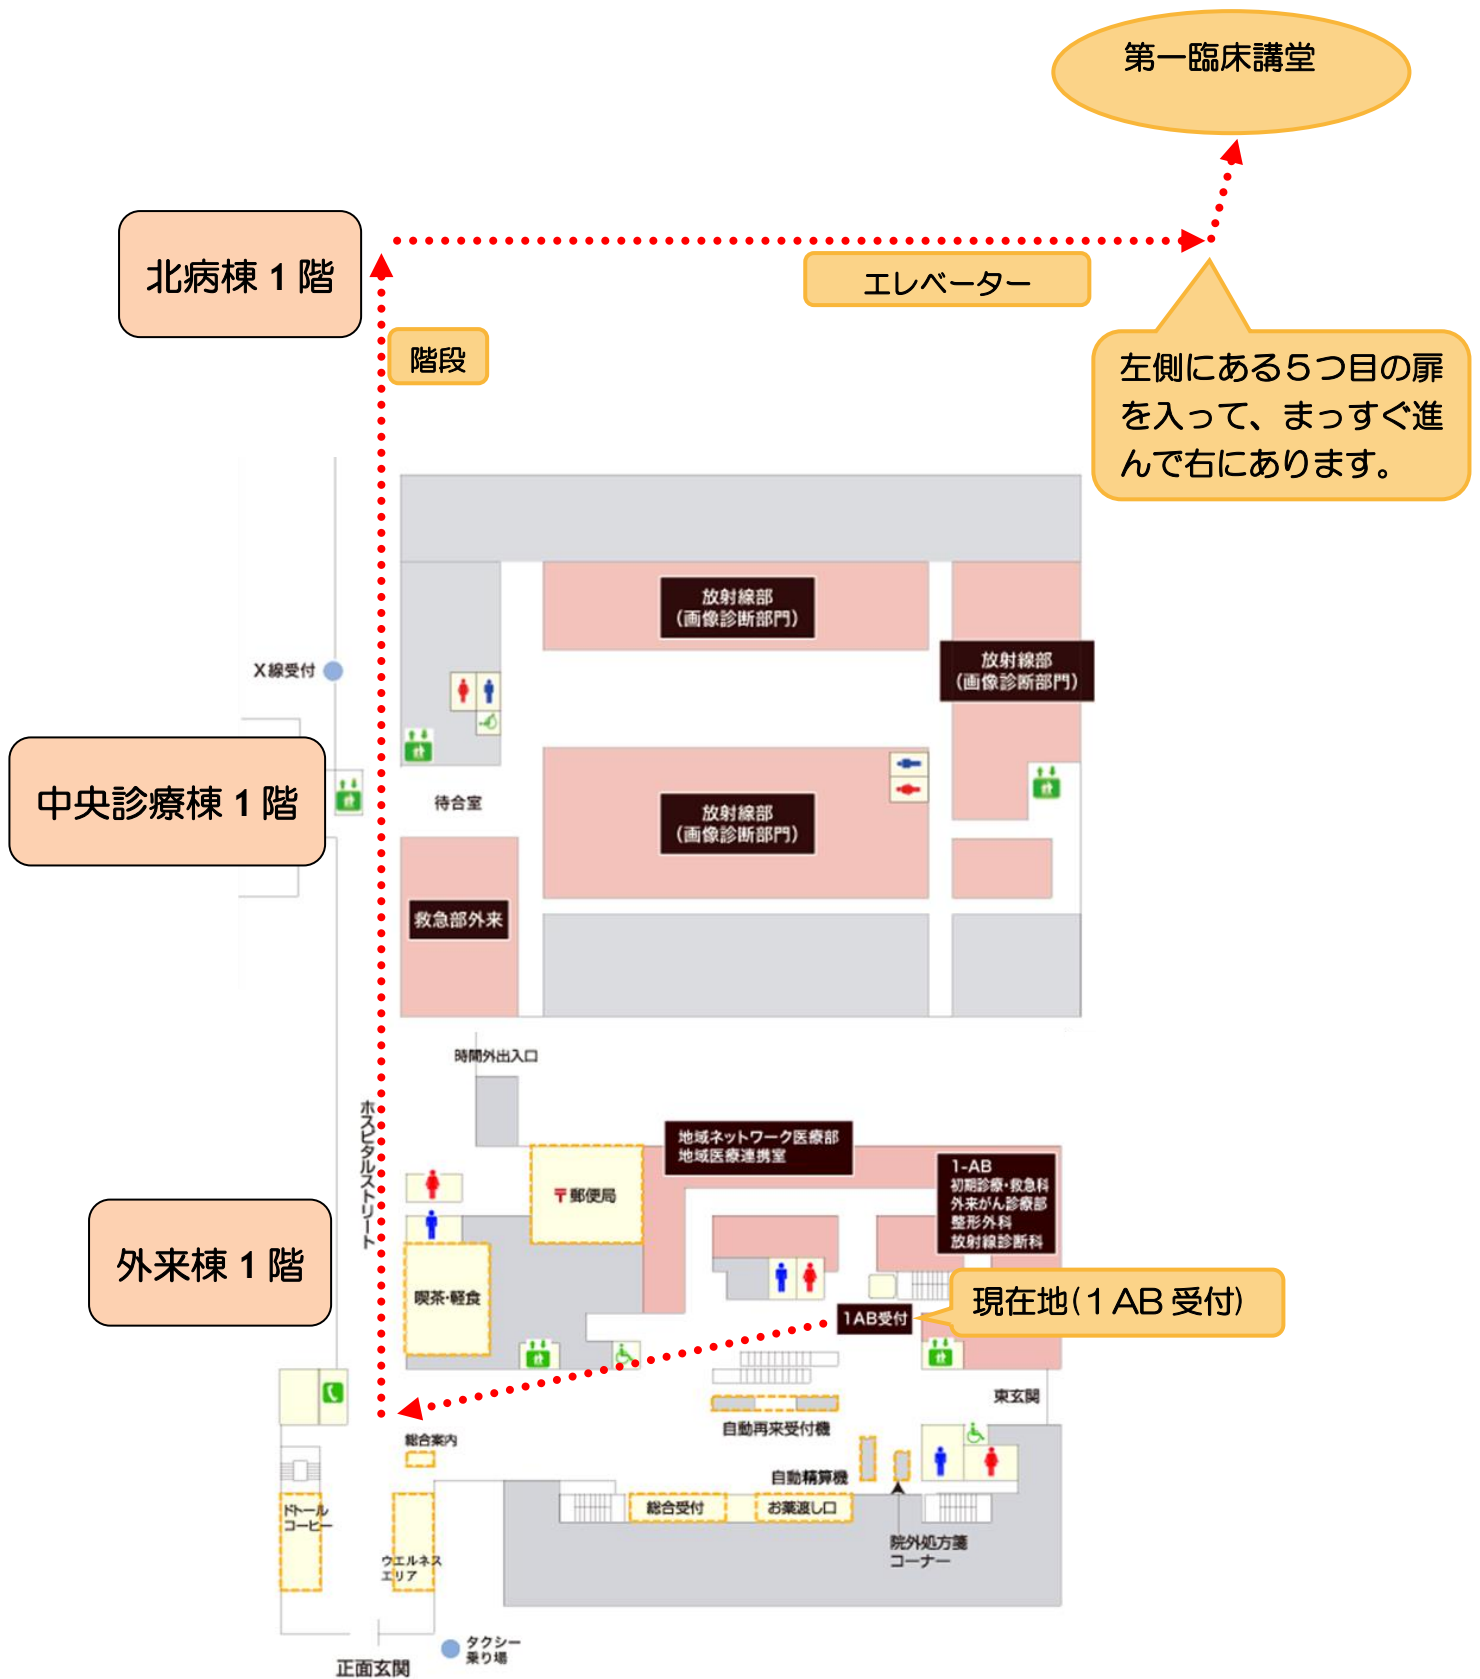 第一臨床講堂
北病棟１階
エレベーター
階段
左側にある５つ目の扉
を入って、まっすぐ進
んで右にあります。
放射線部
（画像診断部門）
X線受付
放射線部
（画像診断部門）
中央診療棟１階
待合室
放射線部
（画像診断部門）
救急部外来
時間外出入口
ホスピタルストリート
地域ネットワーク医療部
地域医療連携室
1-AB
初期診療・救急科
外来がん診療部
整形外科
放射線診断科
〒郵便局
外来棟１階
喫茶・軽食
現在地(１AB受付)
1AB受付
東玄関
自動再来受付機
総合案内
自動精算機
ドトール
コーヒー
総合受付
お薬渡し口
院外処方箋
コーナー
ウエルネス
エリア
タクシー
乗り場
正面玄関